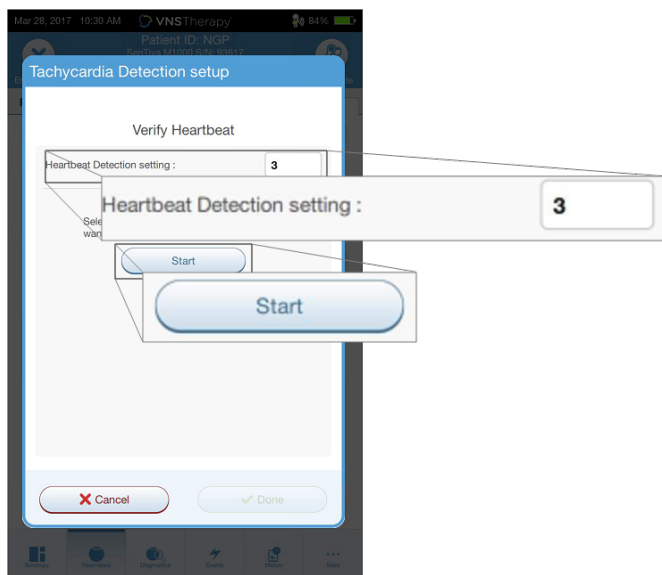 Mar 28, 2017 10:30 AM VNSTherapy 84%
Patient ID: NGP
SenTiva M1000 S/N: 93617
Tachycardia Detection setup
Verify Heartbeat
Heartbeat Detection setting : 3
Heartbeat Detection setting : 3
Sele
wan
Start
Start
Cancel
Done
Summary Parameters Diagnostics Events History More